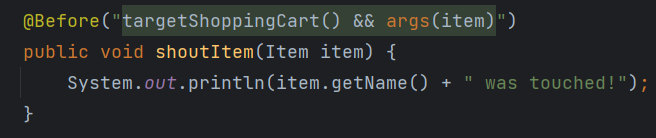 @Before("targetShoppingCart() && args(item)")
public void shoutItem(Item item) {
    System.out.println(item.getName() + " was touched!");
}